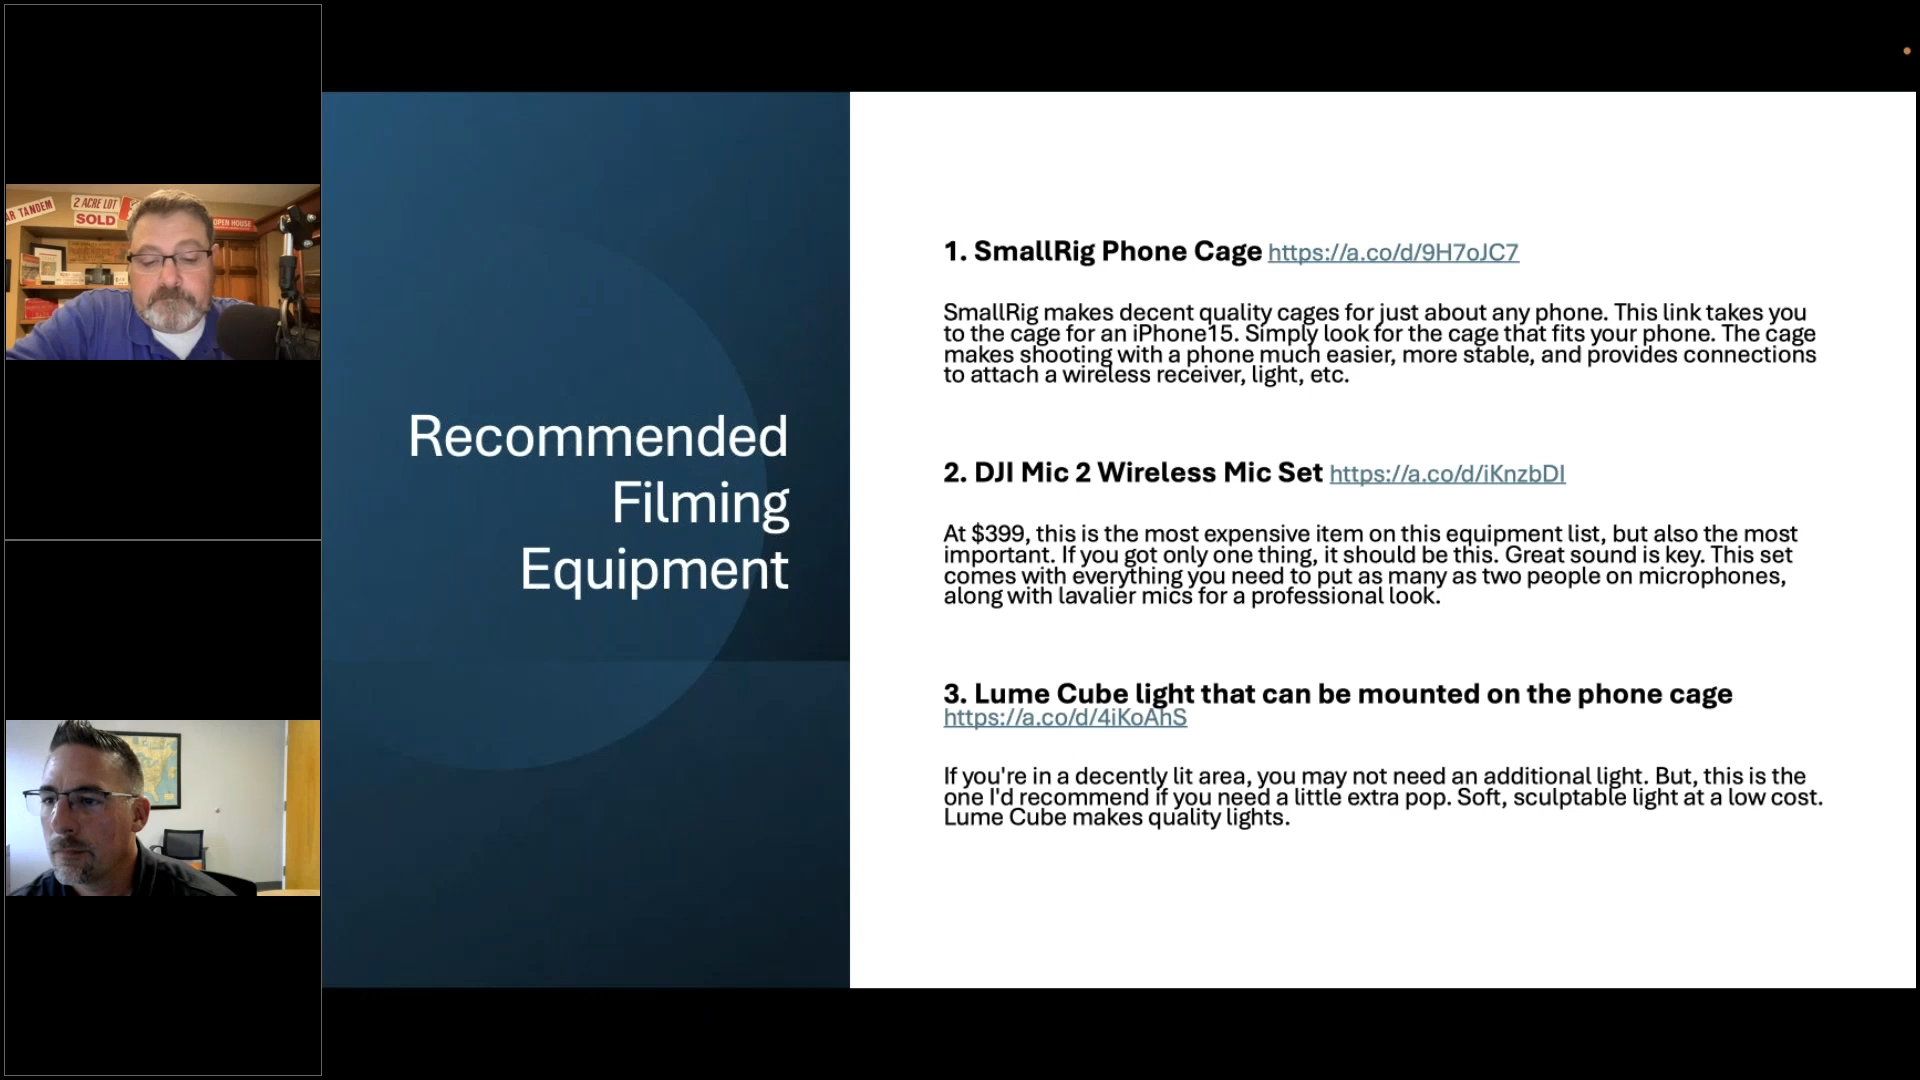 AR TANDEM
2 ACRE LOT
SOLD
OPEN HOUSE
Recommended
Filming
Equipment
1. SmallRig Phone Cage https://a.co/d/9H7oJC7
SmallRig makes decent quality cages for just about any phone. This link takes you
to the cage for an iPhone15. Simply look for the cage that fits your phone. The cage
makes shooting with a phone much easier, more stable, and provides connections
to attach a wireless receiver, light, etc.
2. DJI Mic 2 Wireless Mic Set https://a.co/d/iKnzbDI
At $399, this is the most expensive item on this equipment list, but also the most
important. If you got only one thing, it should be this. Great sound is key. This set
comes with everything you need to put as many as two people on microphones,
along with lavalier mics for a professional look.
3. Lume Cube light that can be mounted on the phone cage
https://a.co/d/4iKoAhS
If you're in a decently lit area, you may not need an additional light. But, this is the
one I'd recommend if you need a little extra pop. Soft, sculptable light at a low cost.
Lume Cube makes quality lights.